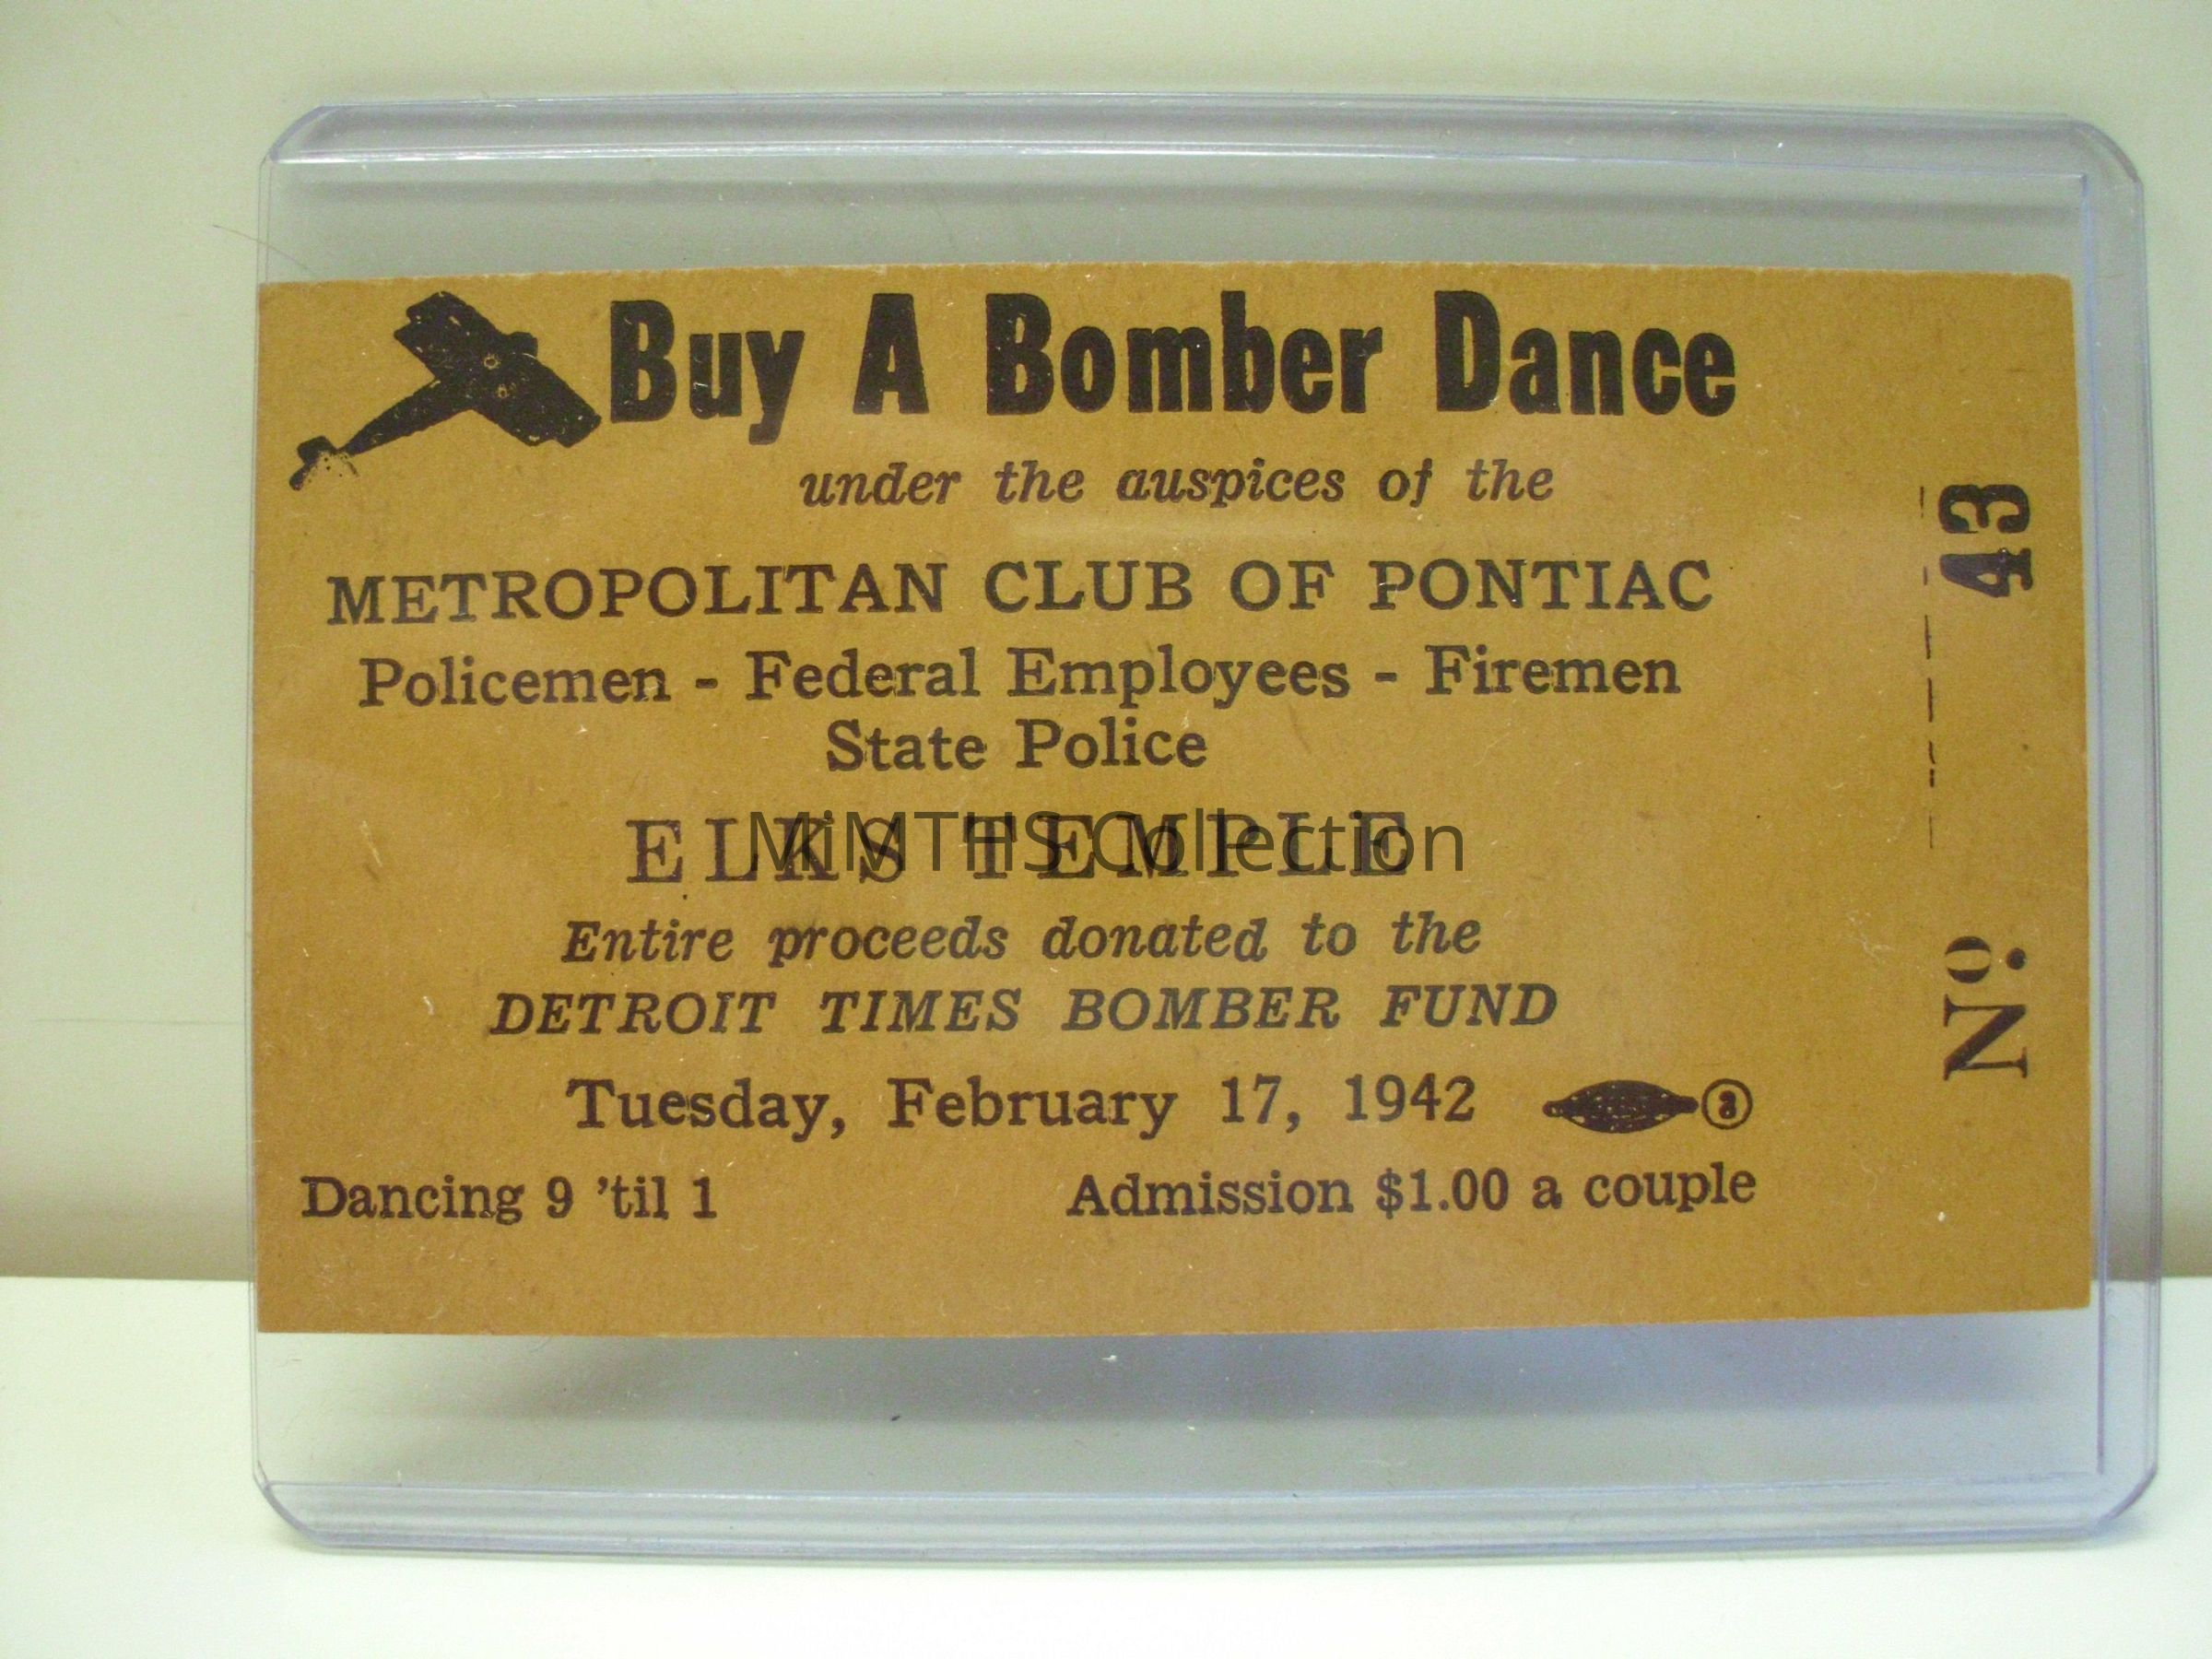 Buy A Bomber Dance
under the auspices of the
METROPOLITAN CLUB OF PONTIAC
Policemen - Federal Employees - Firemen
State Police
ELKS TEMPLE
MiMTHS Collection
Entire proceeds donated to the
DETROIT TIMES BOMBER FUND
Tuesday, February 17, 1942
Dancing 9 'til 1 Admission $1.00 a couple
No. 43